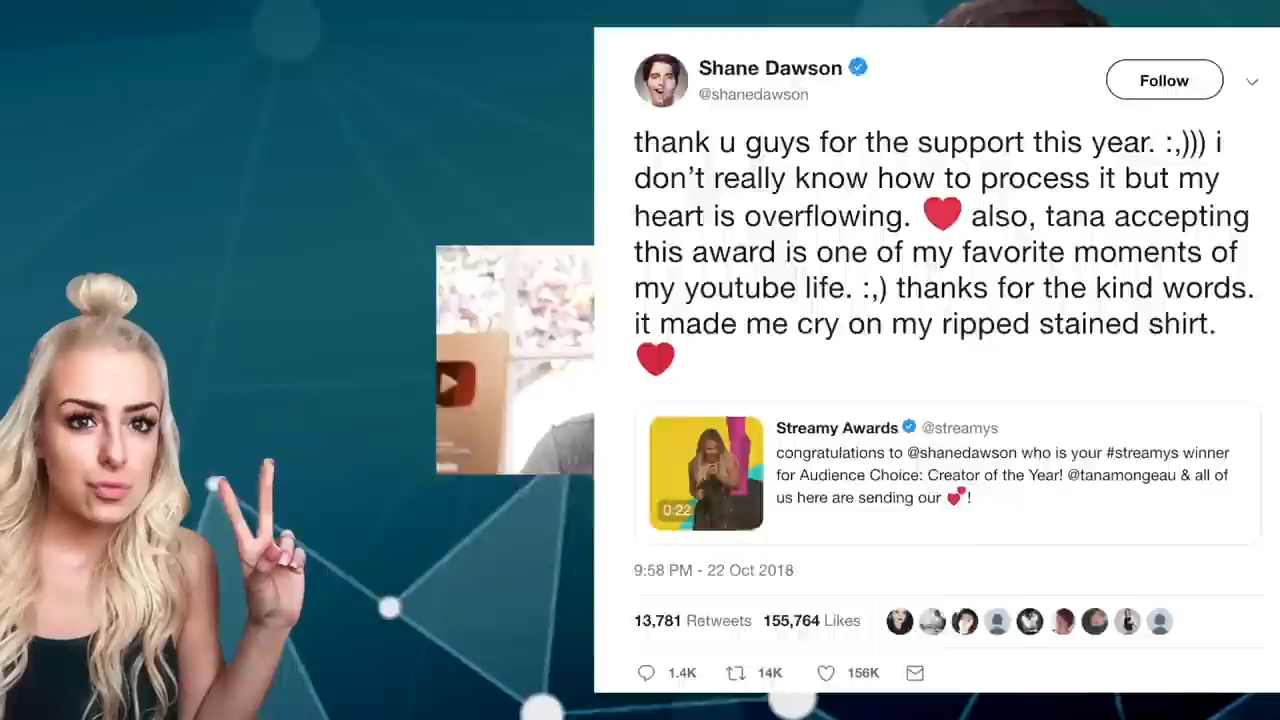 Shane Dawson
@shanedawson
Follow
thank u guys for the support this year. :,))) i
don’t really know how to process it but my
heart is overflowing. ❤️ also, tana accepting
this award is one of my favorite moments of
my youtube life. :,) thanks for the kind words.
it made me cry on my ripped stained shirt.
❤️
Streamy Awards @streamys
congratulations to @shanedawson who is your #streamys winner
for Audience Choice: Creator of the Year! @tanamongeau & all of
us here are sending our 💕!
0:22
9:58 PM - 22 Oct 2018
13,781 Retweets 155,764 Likes
1.4K 14K 156K